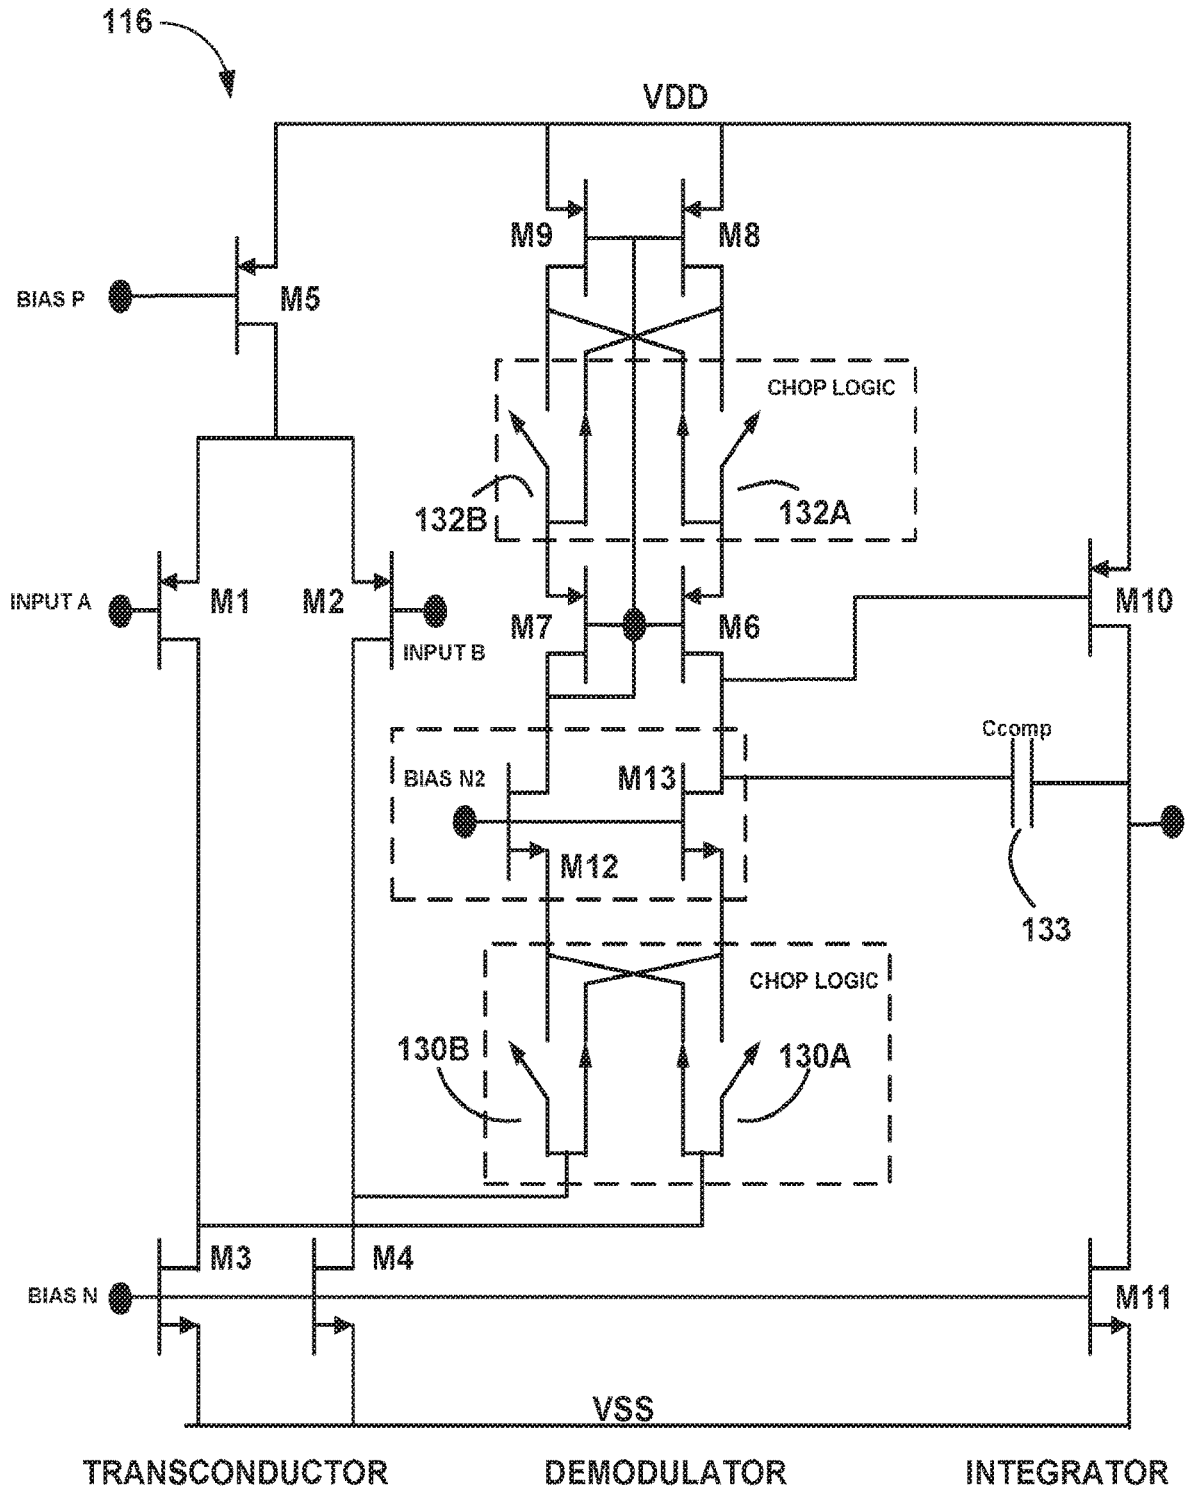 116
VDD
M9
M8
BIAS P
M5
CHOP LOGIC
132B
132A
INPUT A
M1
M2
INPUT B
M7
M6
M10
Ccomp
BIAS N2
M13
M12
133
CHOP LOGIC
130B
130A
M3
M4
BIAS N
M11
VSS
TRANSCONDUCTOR
DEMODULATOR
INTEGRATOR